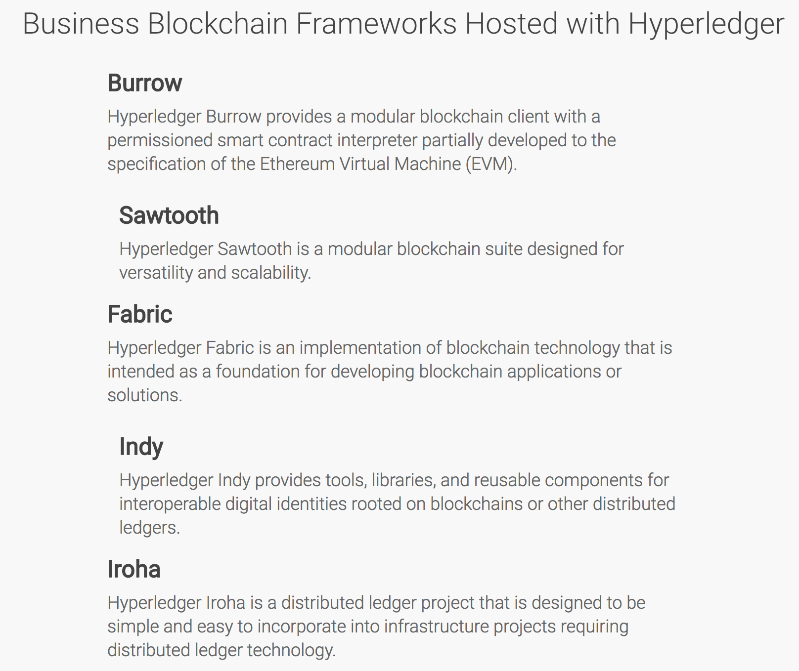 Business Blockchain Frameworks Hosted with Hyperledger
Burrow
Hyperledger Burrow provides a modular blockchain client with a
permissioned smart contract interpreter partially developed to the
specification of the Ethereum Virtual Machine (EVM).
Sawtooth
Hyperledger Sawtooth is a modular blockchain suite designed for
versatility and scalability.
Fabric
Hyperledger Fabric is an implementation of blockchain technology that is
intended as a foundation for developing blockchain applications or
solutions.
Indy
Hyperledger Indy provides tools, libraries, and reusable components for
interoperable digital identities rooted on blockchains or other distributed
ledgers.
Iroha
Hyperledger Iroha is a distributed ledger project that is designed to be
simple and easy to incorporate into infrastructure projects requiring
distributed ledger technology.